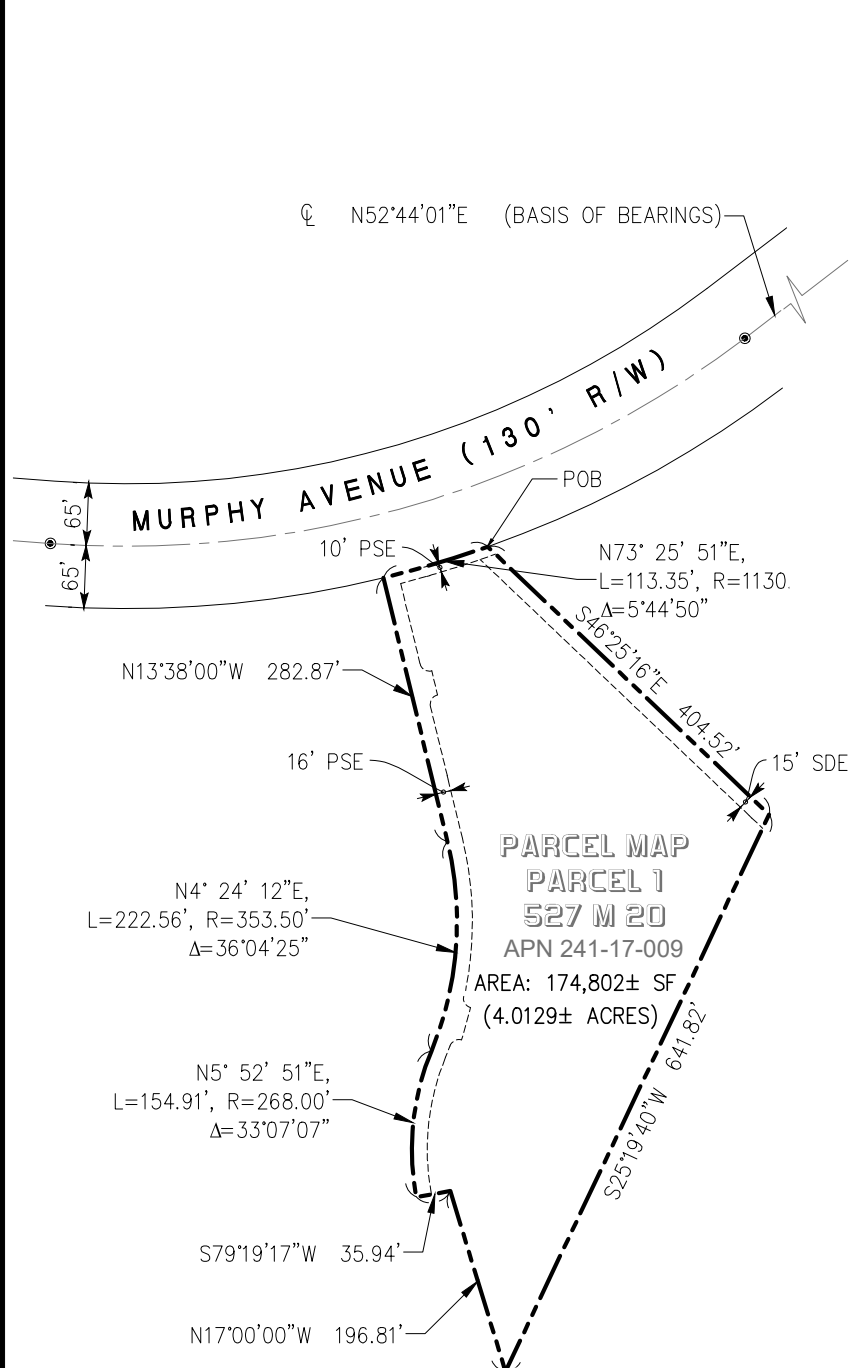 ℄ N52°44'01"E (BASIS OF BEARINGS)
MURPHY AVENUE (130' R/W)
65'
65'
POB
10' PSE
N73° 25' 51"E,
L=113.35', R=1130.
Δ=5°44'50"
S46°25'16"E 404.52'
N13°38'00"W 282.87'
16' PSE
15' SDE
PARCEL MAP
PARCEL 1
527 M 20
APN 241-17-009
AREA: 174,802± SF
(4.0129± ACRES)
N4° 24' 12"E,
L=222.56', R=353.50'
Δ=36°04'25"
S25°19'40"W 641.82'
N5° 52' 51"E,
L=154.91', R=268.00'
Δ=33°07'07"
S79°19'17"W 35.94'
N17°00'00"W 196.81'